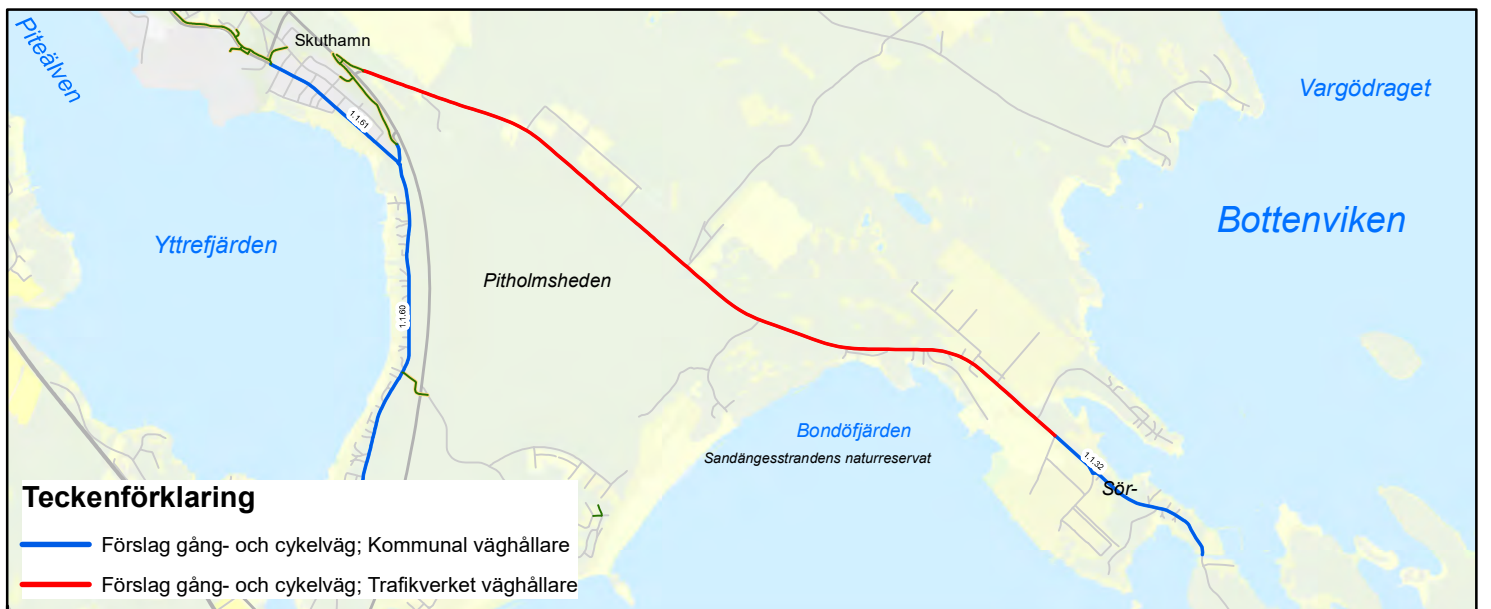 Piteälven
Skuthamn
Vargödraget
1.1.61
Bottenviken
Yttrefjärden
Pitholmsheden
1.1.60
Bondöfjärden
Sandängesstrandens naturreservat
1.1.32
Sör-
Teckenförklaring
Förslag gång- och cykelväg; Kommunal väghållare
Förslag gång- och cykelväg; Trafikverket väghållare